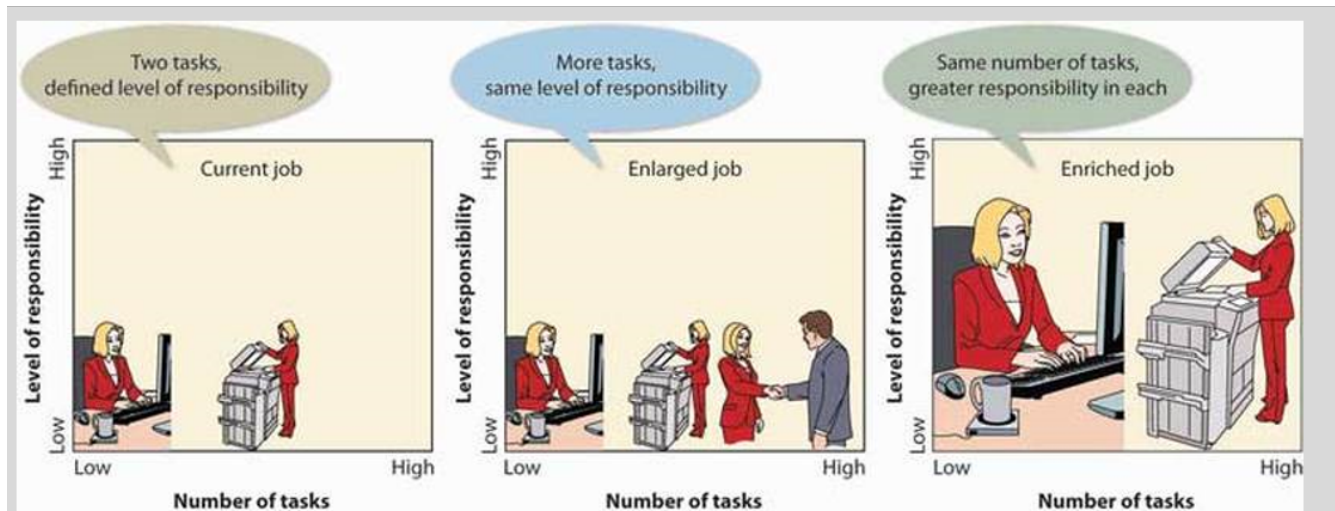 Two tasks,
defined level of responsibility
Current job
High
Level of responsibility
Low
Low
High
Number of tasks
More tasks,
same level of responsibility
Enlarged job
High
Level of responsibility
Low
Low
High
Number of tasks
Same number of tasks,
greater responsibility in each
Enriched job
High
Level of responsibility
Low
Low
High
Number of tasks